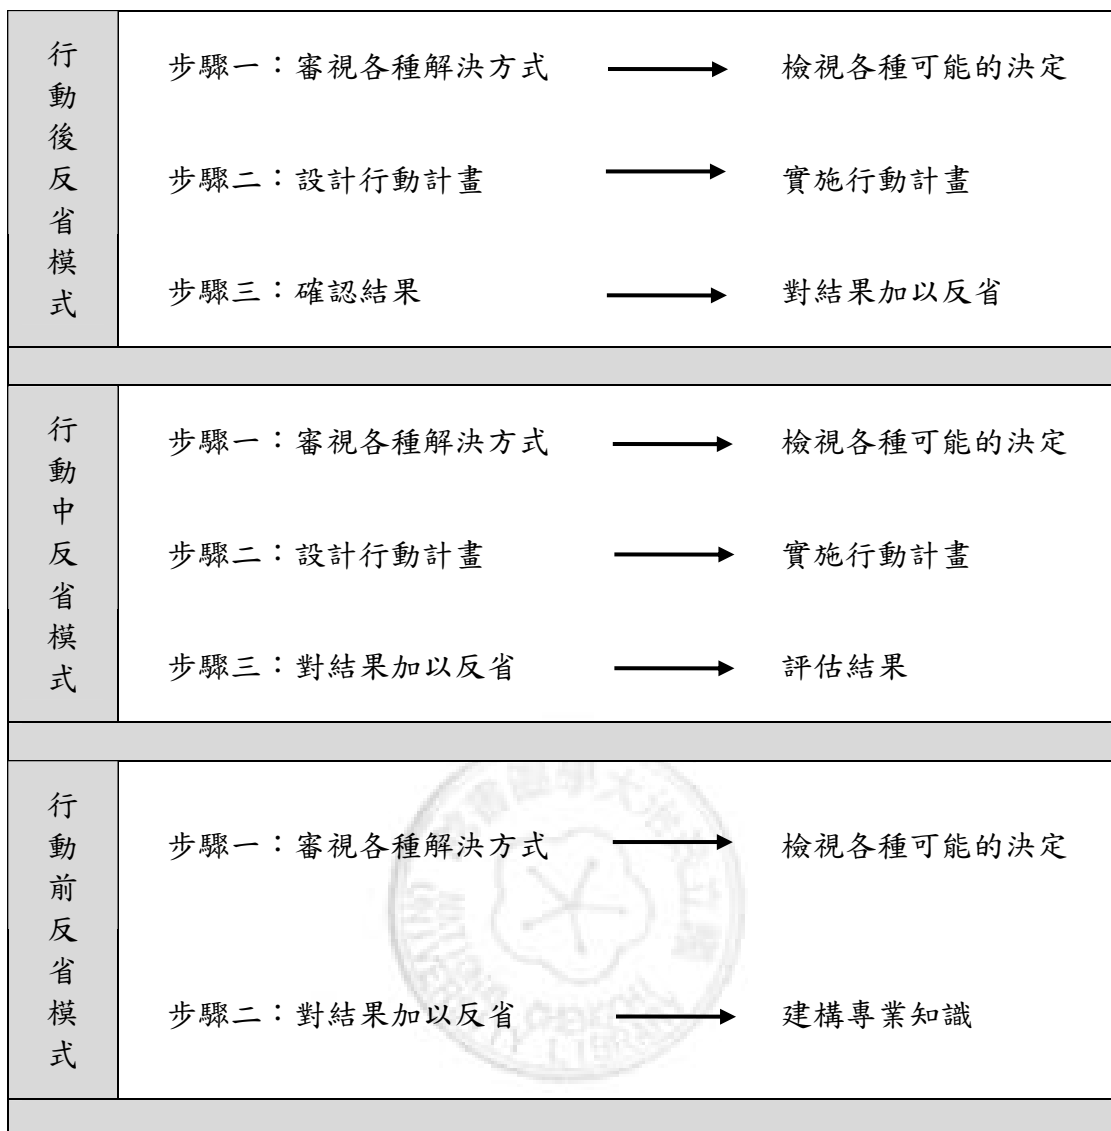 行動後反省模式
步驟一：審視各種解決方式 檢視各種可能的決定
步驟二：設計行動計畫 實施行動計畫
步驟三：確認結果 對結果加以反省
行動中反省模式
步驟一：審視各種解決方式 檢視各種可能的決定
步驟二：設計行動計畫 實施行動計畫
步驟三：對結果加以反省 評估結果
行動前反省模式
步驟一：審視各種解決方式 檢視各種可能的決定
步驟二：對結果加以反省 建構專業知識